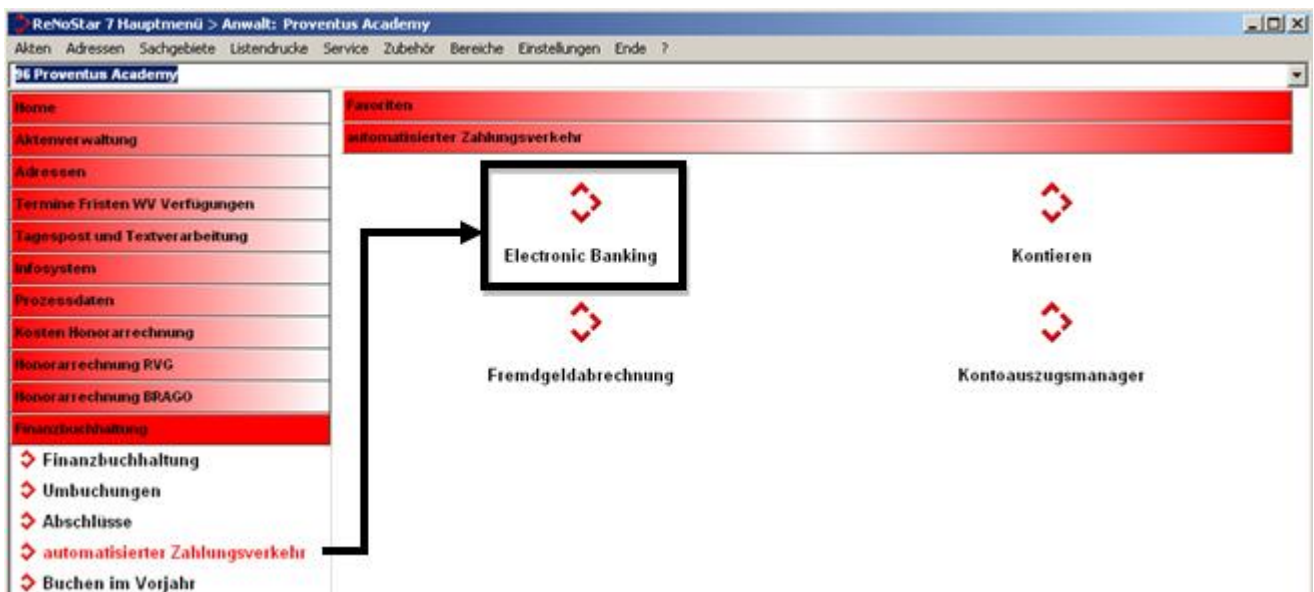 ReNoStar 7 Hauptmenü > Anwalt: Proventus Academy
Akten Adressen Sachgebiete Listendrucke Service Zubehör Bereiche Einstellungen Ende ?
96 Proventus Academy
Home
Aktenverwaltung
Adressen
Termine Fristen WV Verfügungen
Tagespost und Textverarbeitung
Infosystem
Prozessdaten
Kosten Honorarrechnung
Honorarrechnung RVG
Honorarrechnung BRAGO
Finanzbuchhaltung
Finanzbuchhaltung
Umbuchungen
Abschlüsse
automatisierter Zahlungsverkehr
Buchen im Vorjahr
Favoriten
automatisierter Zahlungsverkehr
Electronic Banking
Kontieren
Fremdgeldabrechnung
Kontoauszugsmanager